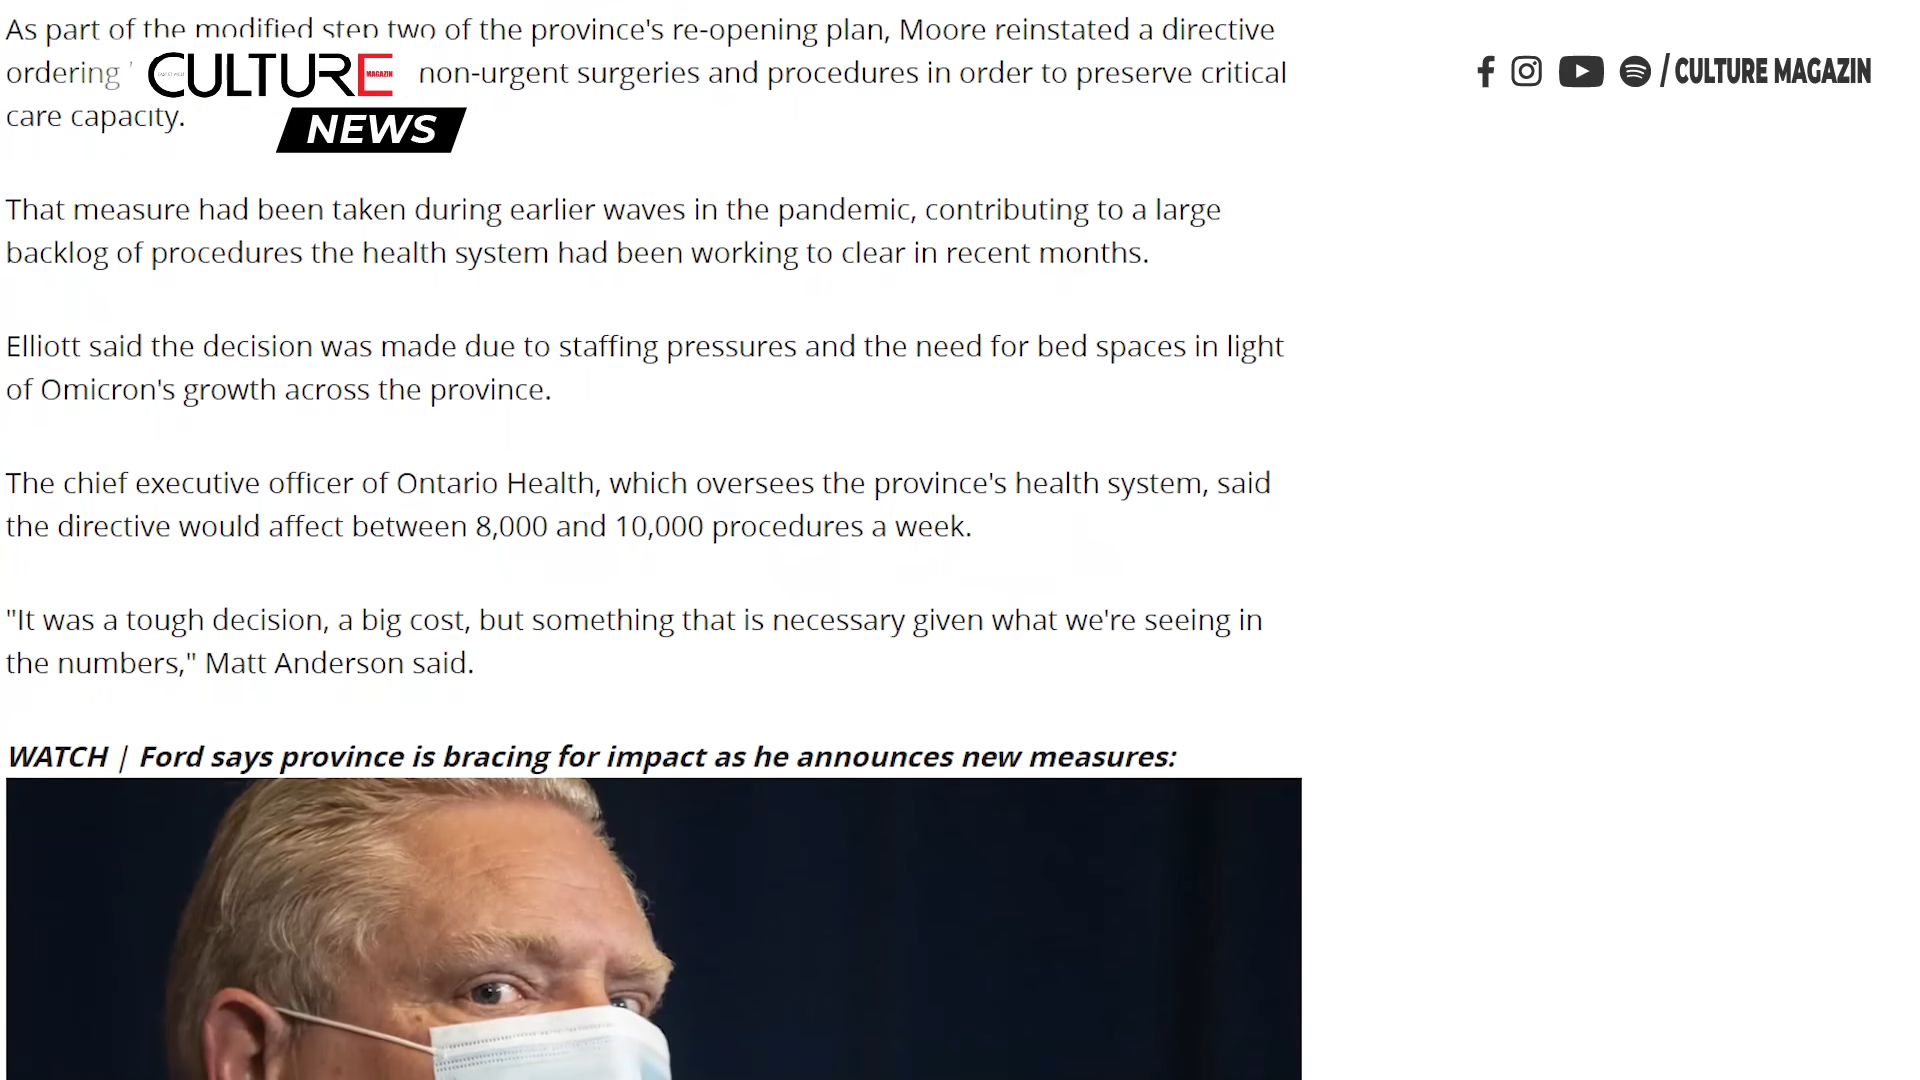 As part of the modified step two of the province's re-opening plan, Moore reinstated a directive
ordering non-urgent surgeries and procedures in order to preserve critical
care capacity.
CULTURE MAGAZIN
NEWS
/ CULTURE MAGAZIN
That measure had been taken during earlier waves in the pandemic, contributing to a large
backlog of procedures the health system had been working to clear in recent months.
Elliott said the decision was made due to staffing pressures and the need for bed spaces in light
of Omicron's growth across the province.
The chief executive officer of Ontario Health, which oversees the province's health system, said
the directive would affect between 8,000 and 10,000 procedures a week.
"It was a tough decision, a big cost, but something that is necessary given what we're seeing in
the numbers," Matt Anderson said.
WATCH | Ford says province is bracing for impact as he announces new measures: